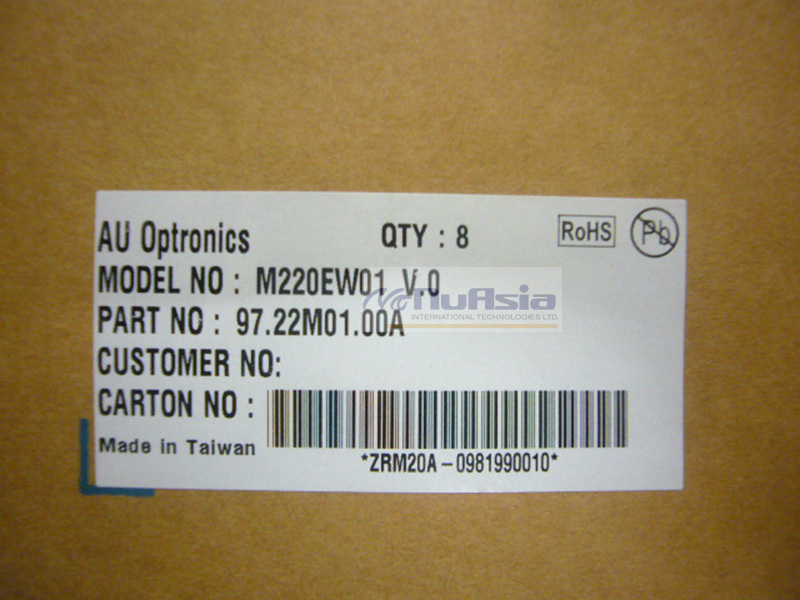 AU Optronics QTY : 8 RoHS Pb
MODEL NO : M220EW01 V.0
NuAsia
INTERNATIONAL TECHNOLOGIES LTD.
PART NO : 97.22M01.00A
CUSTOMER NO:
CARTON NO :
Made in Taiwan
*ZRM20A-0981990010*